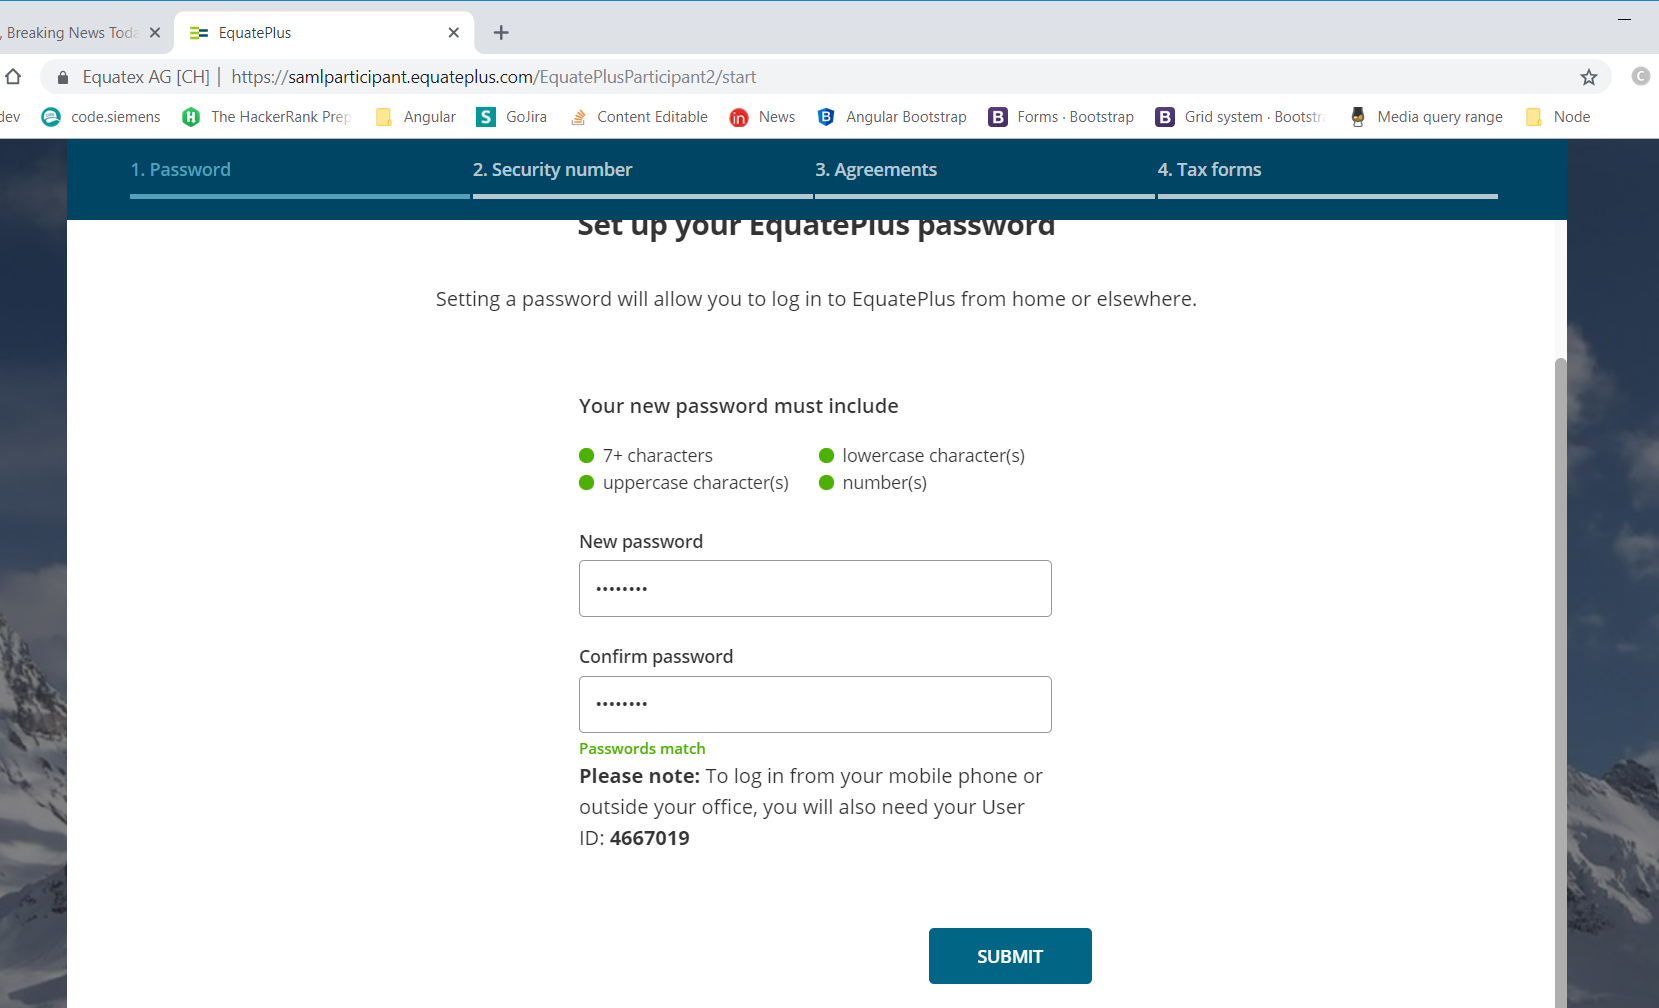 , Breaking News Toda
EquatePlus
Equatex AG [CH] | https://samlparticipant.equateplus.com/EquatePlusParticipant2/start
C
dev code.siemens The HackerRank Prep Angular GoJira Content Editable News Angular Bootstrap Forms · Bootstrap Grid system · Bootstra Media query range Node
1. Password 2. Security number 3. Agreements 4. Tax forms
Set up your EquatePlus password
Setting a password will allow you to log in to EquatePlus from home or elsewhere.
Your new password must include
7+ characters lowercase character(s)
uppercase character(s) number(s)
New password
••••••••
Confirm password
••••••••
Passwords match
Please note: To log in from your mobile phone or
outside your office, you will also need your User
ID: 4667019
SUBMIT